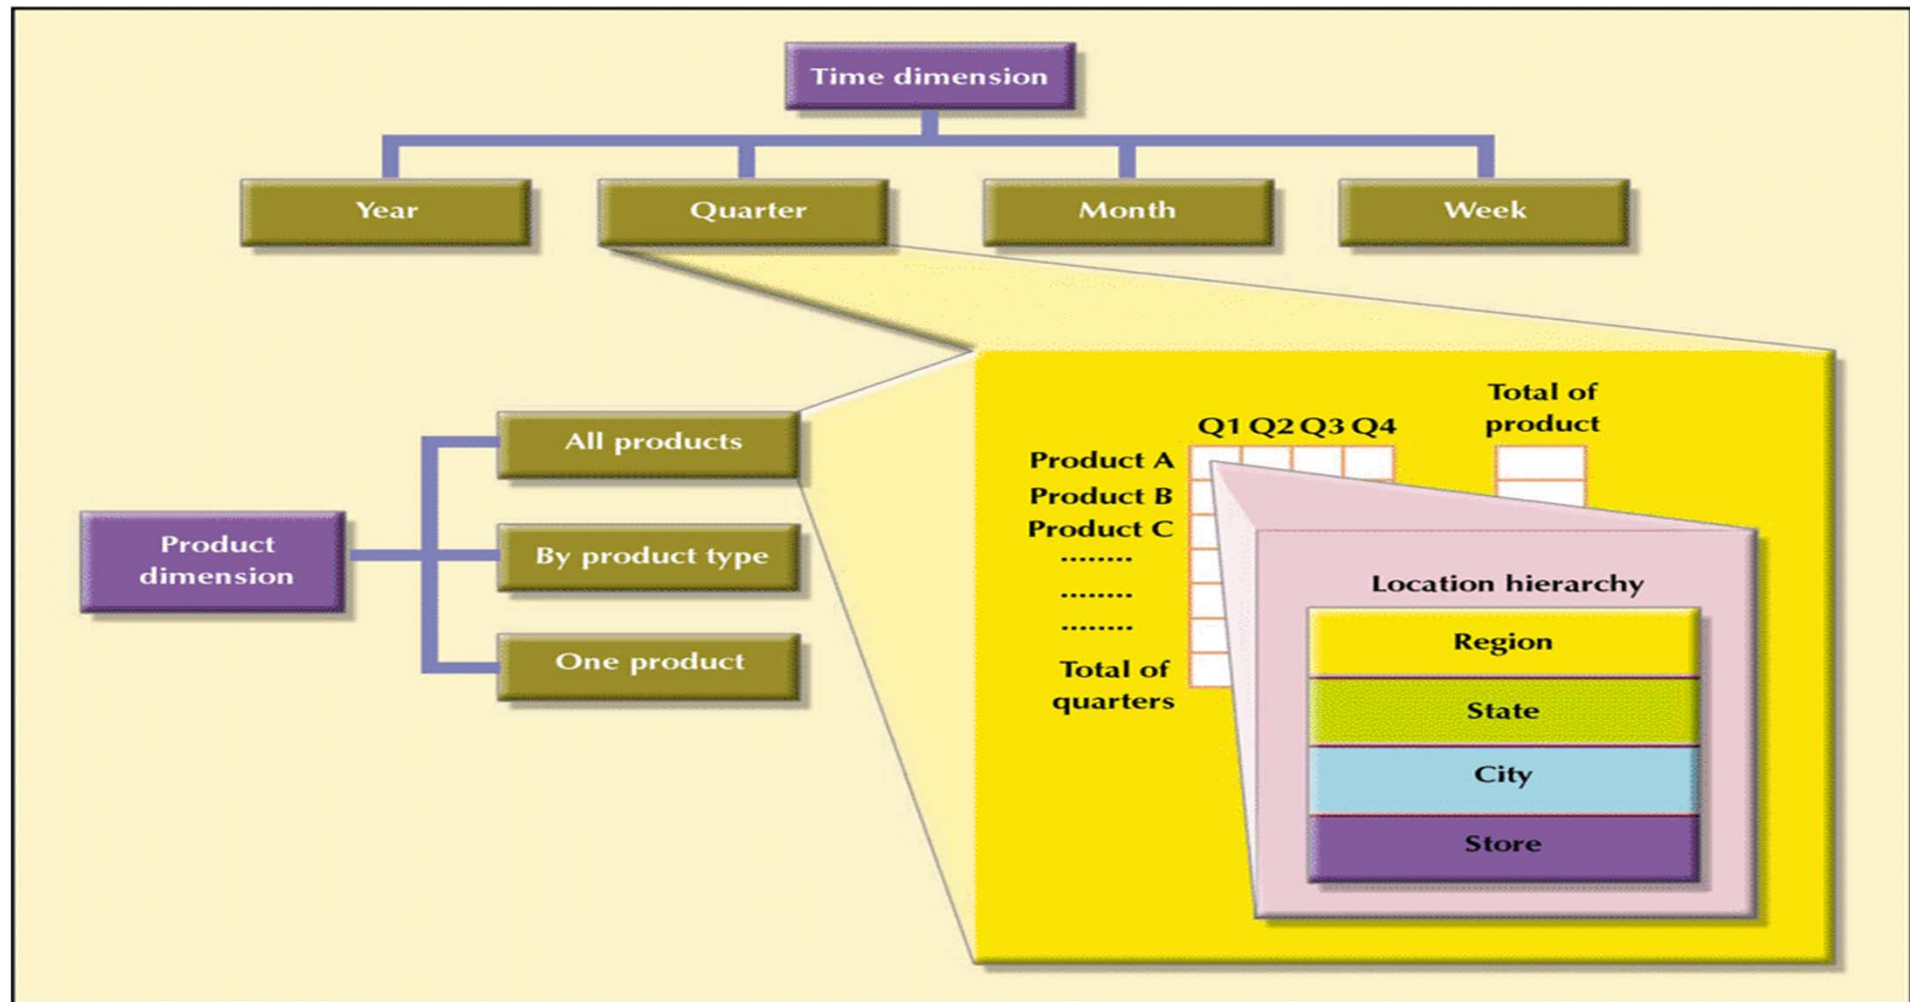 Time dimension
Year
Quarter
Month
Week
Product
dimension
All products
By product type
One product
Total of
product
Q1 Q2 Q3 Q4
Product A
Product B
Product C
........
........
........
Total of
quarters
Location hierarchy
Region
State
City
Store